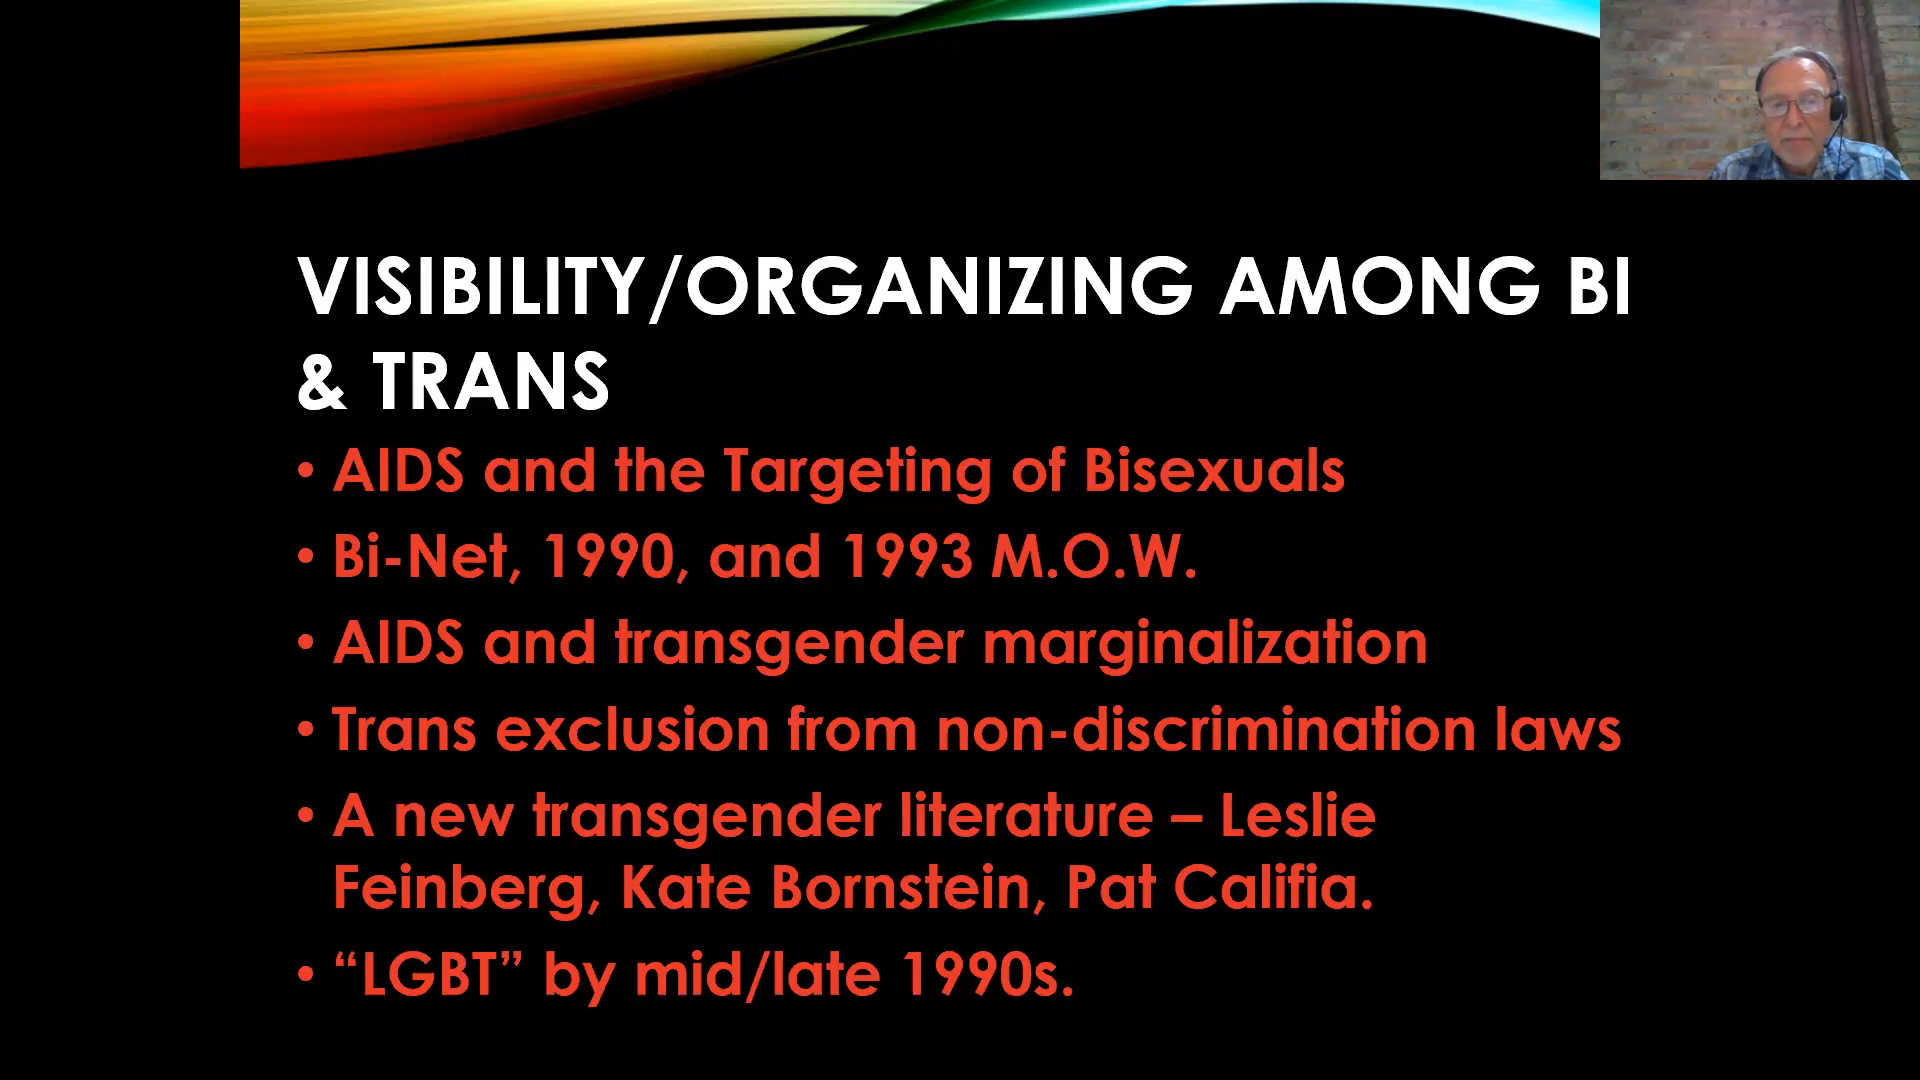 VISIBILITY/ORGANIZING AMONG BI
& TRANS
• AIDS and the Targeting of Bisexuals
• Bi-Net, 1990, and 1993 M.O.W.
• AIDS and transgender marginalization
• Trans exclusion from non-discrimination laws
• A new transgender literature – Leslie
Feinberg, Kate Bornstein, Pat Califia.
• “LGBT” by mid/late 1990s.